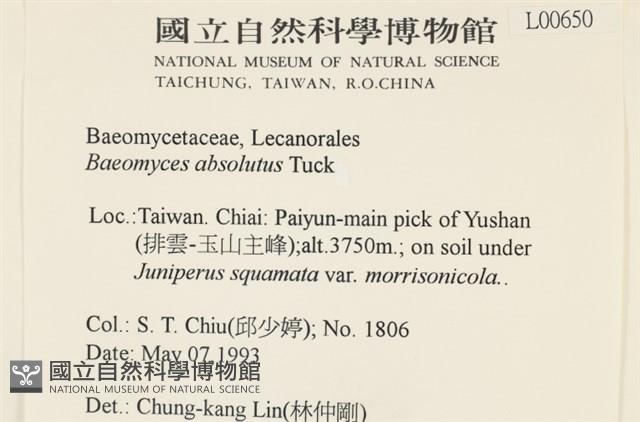 國立自然科學博物館
L00650
NATIONAL MUSEUM OF NATURAL SCIENCE
TAICHUNG, TAIWAN, R.O.CHINA
Baeomycetaceae, Lecanorales
Baeomyces absolutus Tuck
Loc.:Taiwan. Chiai: Paiyun-main pick of Yushan
(排雲-玉山主峰);alt.3750m.; on soil under
Juniperus squamata var. morrisonicola..
Col.: S. T. Chiu(邱少婷); No. 1806
Date: May 07 1993
國立自然科學博物館
NATIONAL MUSEUM OF NATURAL SCIENCE
Det.: Chung-kang Lin(林仲剛)